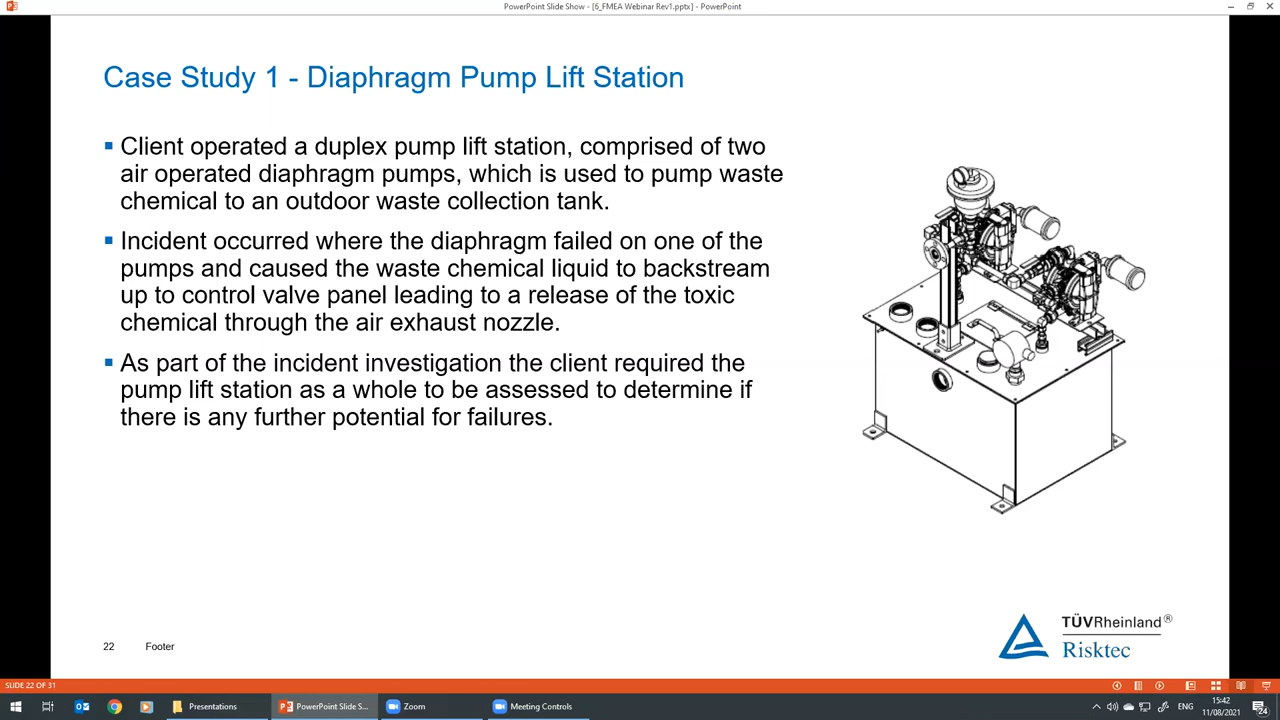 PowerPoint Slide Show - [6_FMEA Webinar Rev1.pptx] - PowerPoint
Case Study 1 - Diaphragm Pump Lift Station
Client operated a duplex pump lift station, comprised of two
air operated diaphragm pumps, which is used to pump waste
chemical to an outdoor waste collection tank.
Incident occurred where the diaphragm failed on one of the
pumps and caused the waste chemical liquid to backstream
up to control valve panel leading to a release of the toxic
chemical through the air exhaust nozzle.
As part of the incident investigation the client required the
pump lift station as a whole to be assessed to determine if
there is any further potential for failures.
22 Footer
TÜVRheinland®
Risktec
SLIDE 22 OF 31
Presentations
PowerPoint Slide S...
Zoom
Meeting Controls
ENG
15:42
11/08/2021
24